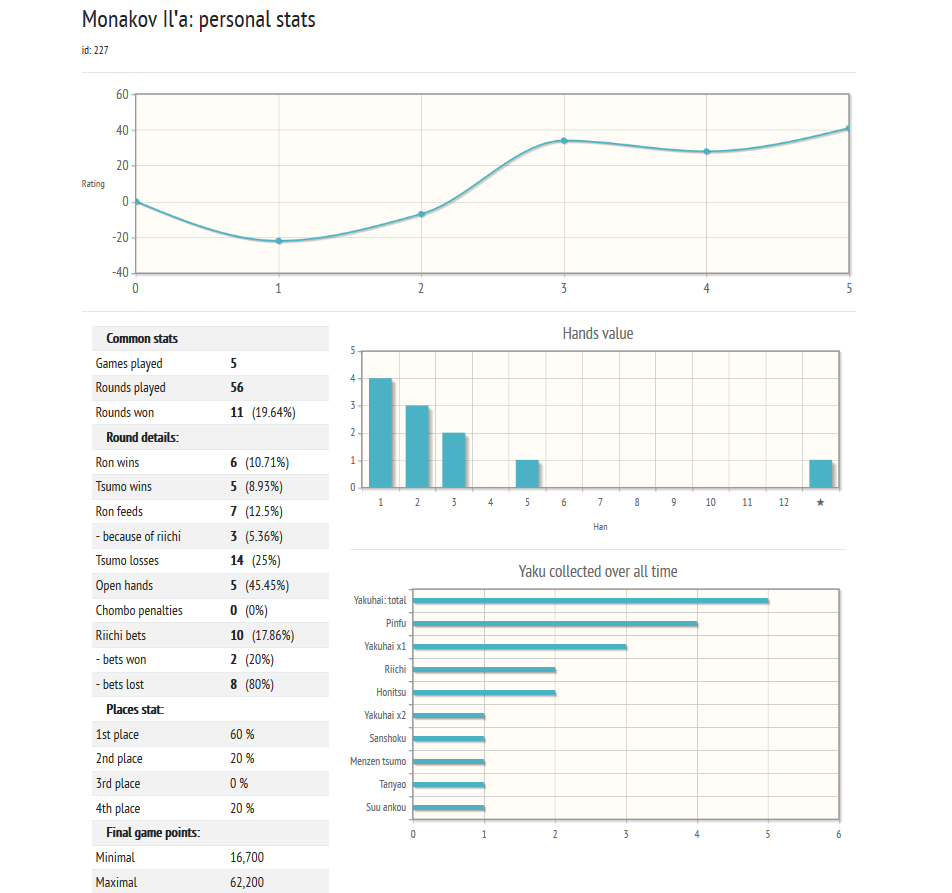 Monakov Il'a: personal stats
id: 227
60
40
20
0
-20
-40
Rating
0 1 2 3 4 5
Common stats
Games played 5
Rounds played 56
Rounds won 11 (19.64%)
Round details:
Ron wins 6 (10.71%)
Tsumo wins 5 (8.93%)
Ron feeds 7 (12.5%)
- because of riichi 3 (5.36%)
Tsumo losses 14 (25%)
Open hands 5 (45.45%)
Chombo penalties 0 (0%)
Riichi bets 10 (17.86%)
- bets won 2 (20%)
- bets lost 8 (80%)
Places stat:
1st place 60 %
2nd place 20 %
3rd place 0 %
4th place 20 %
Final game points:
Minimal 16,700
Maximal 62,200
Hands value
5
4
3
2
1
0
1 2 3 4 5 6 7 8 9 10 11 12 ★
Han
Yaku collected over all time
Yakuhai: total
Pinfu
Yakuhai x1
Riichi
Honitsu
Yakuhai x2
Sanshoku
Menzen tsumo
Tanyao
Suu ankou
0 1 2 3 4 5 6